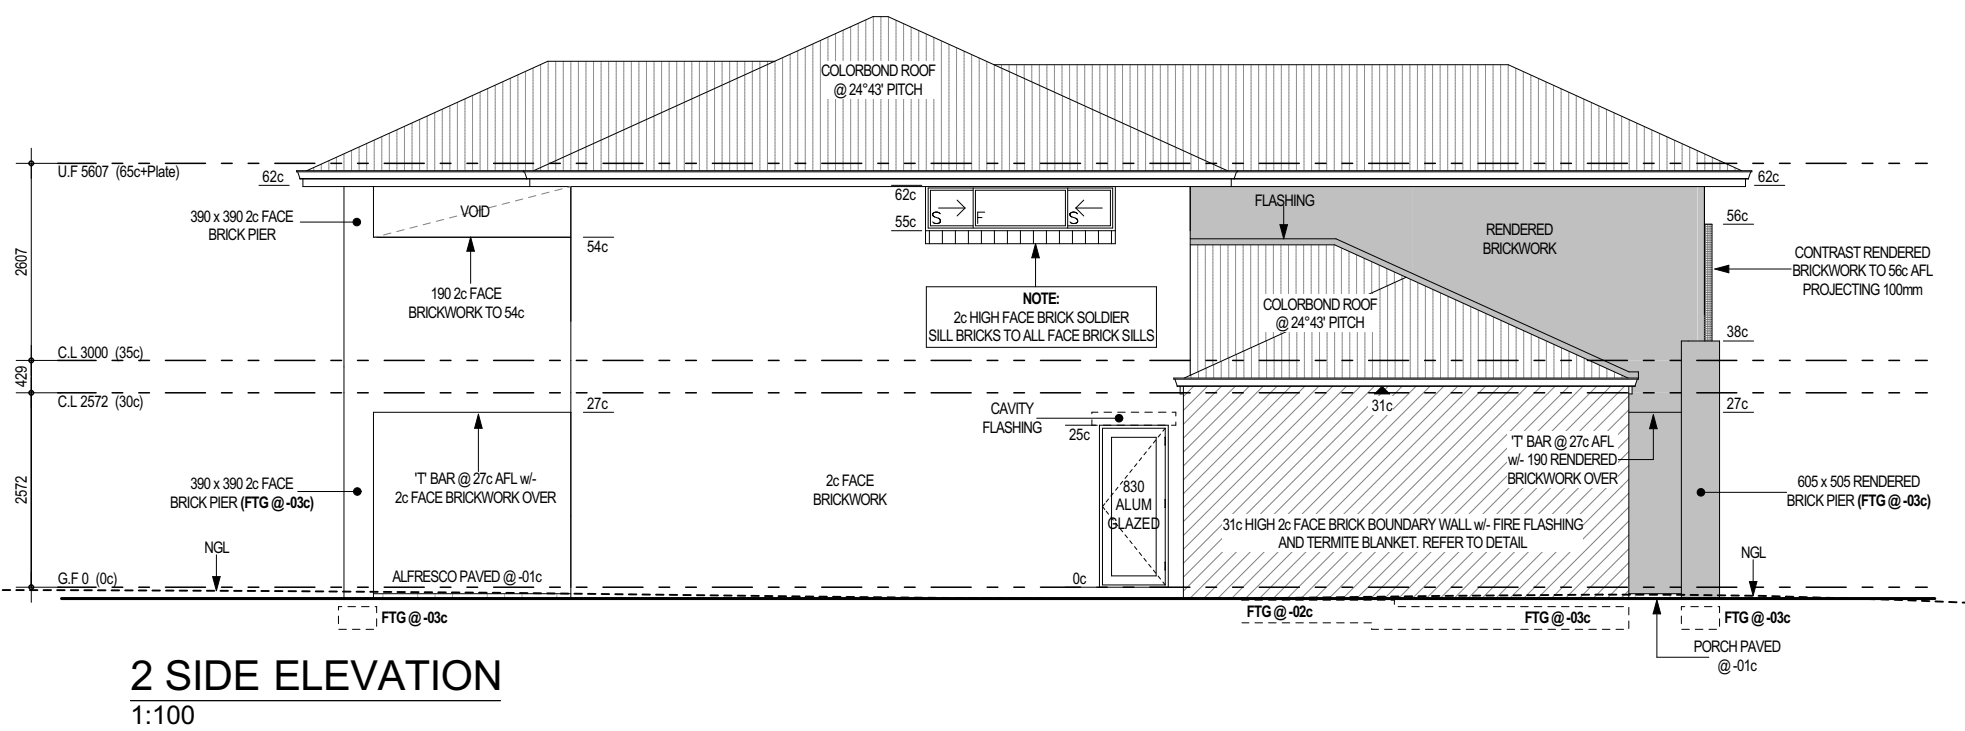 COLORBOND ROOF
@ 24°43' PITCH
U.F 5607 (65c+Plate)
62c
62c
390 x 390 2c FACE
BRICK PIER
VOID
54c
190 2c FACE
BRICKWORK TO 54c
62c
55c
S
F
S
NOTE:
2c HIGH FACE BRICK SOLDIER
SILL BRICKS TO ALL FACE BRICK SILLS
FLASHING
RENDERED
BRICKWORK
56c
CONTRAST RENDERED
BRICKWORK TO 56c AFL
PROJECTING 100mm
COLORBOND ROOF
@ 24°43' PITCH
38c
2607
C.L 3000 (35c)
429
C.L 2572 (30c)
27c
CAVITY
FLASHING
25c
31c
27c
'T' BAR @ 27c AFL
w/- 190 RENDERED
BRICKWORK OVER
2572
390 x 390 2c FACE
BRICK PIER (FTG @ -03c)
'T' BAR @ 27c AFL w/-
2c FACE BRICKWORK OVER
2c FACE
BRICKWORK
830
ALUM
GLAZED
605 x 505 RENDERED
BRICK PIER (FTG @ -03c)
31c HIGH 2c FACE BRICK BOUNDARY WALL w/- FIRE FLASHING
AND TERMITE BLANKET. REFER TO DETAIL
NGL
NGL
G.F 0 (0c)
ALFRESCO PAVED @ -01c
0c
FTG @ -03c
FTG @ -02c
FTG @ -03c
FTG @ -03c
PORCH PAVED
@ -01c
2 SIDE ELEVATION
1:100